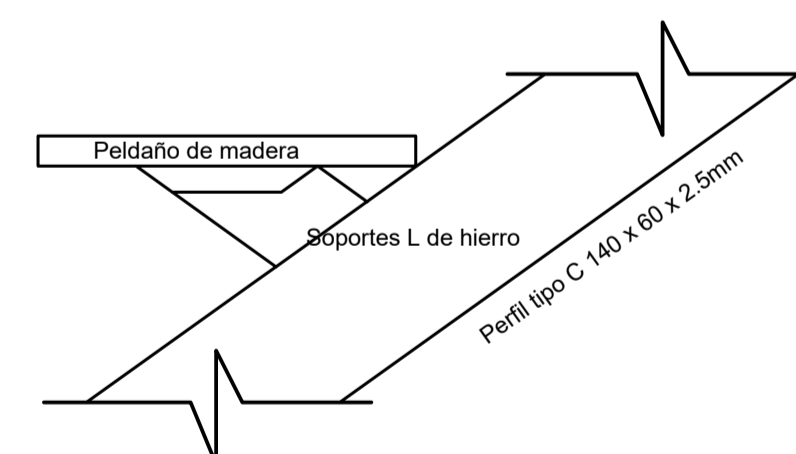 Peldaño de madera
Soportes L de hierro
Perfil tipo C 140 x 60 x 2.5mm